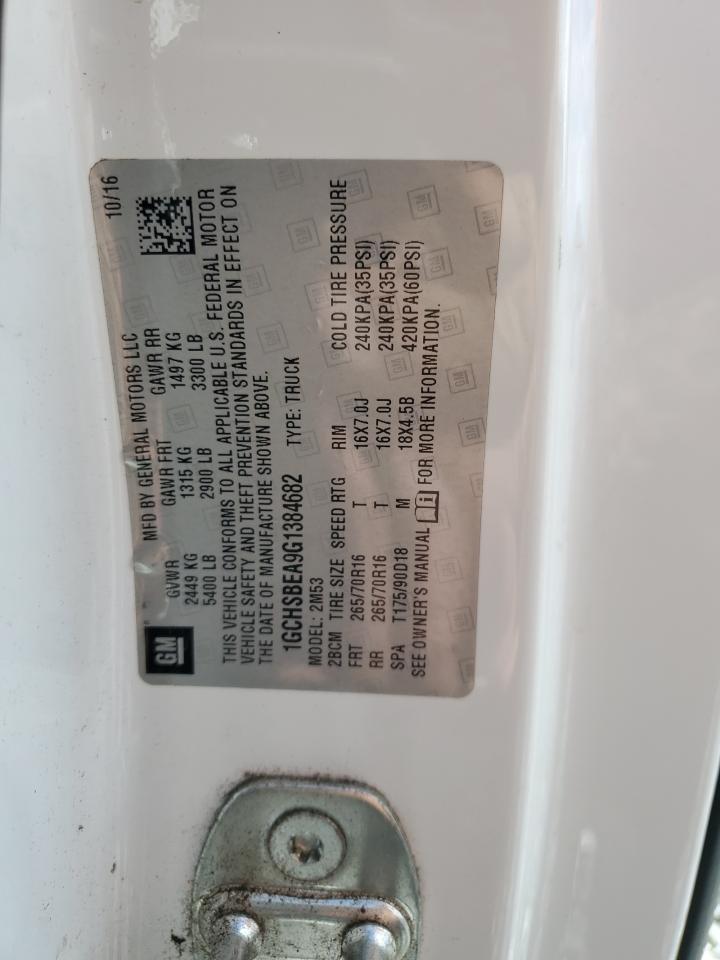 GM
MFD BY GENERAL MOTORS LLC 10/16
GVWR GAWR FRT GAWR RR
2449 KG 1315 KG 1497 KG
5400 LB 2900 LB 3300 LB
THIS VEHICLE CONFORMS TO ALL APPLICABLE U.S. FEDERAL MOTOR
VEHICLE SAFETY AND THEFT PREVENTION STANDARDS IN EFFECT ON
THE DATE OF MANUFACTURE SHOWN ABOVE.
1GCHSBEA9G1384682 TYPE: TRUCK
MODEL: 2M53
2BCM TIRE SIZE SPEED RTG RIM COLD TIRE PRESSURE
FRT 265/70R16 T 16X7.0J 240KPA(35PSI)
RR 265/70R16 T 16X7.0J 240KPA(35PSI)
SPA T175/90D18 M 18X4.5B 420KPA(60PSI)
SEE OWNER'S MANUAL FOR MORE INFORMATION.